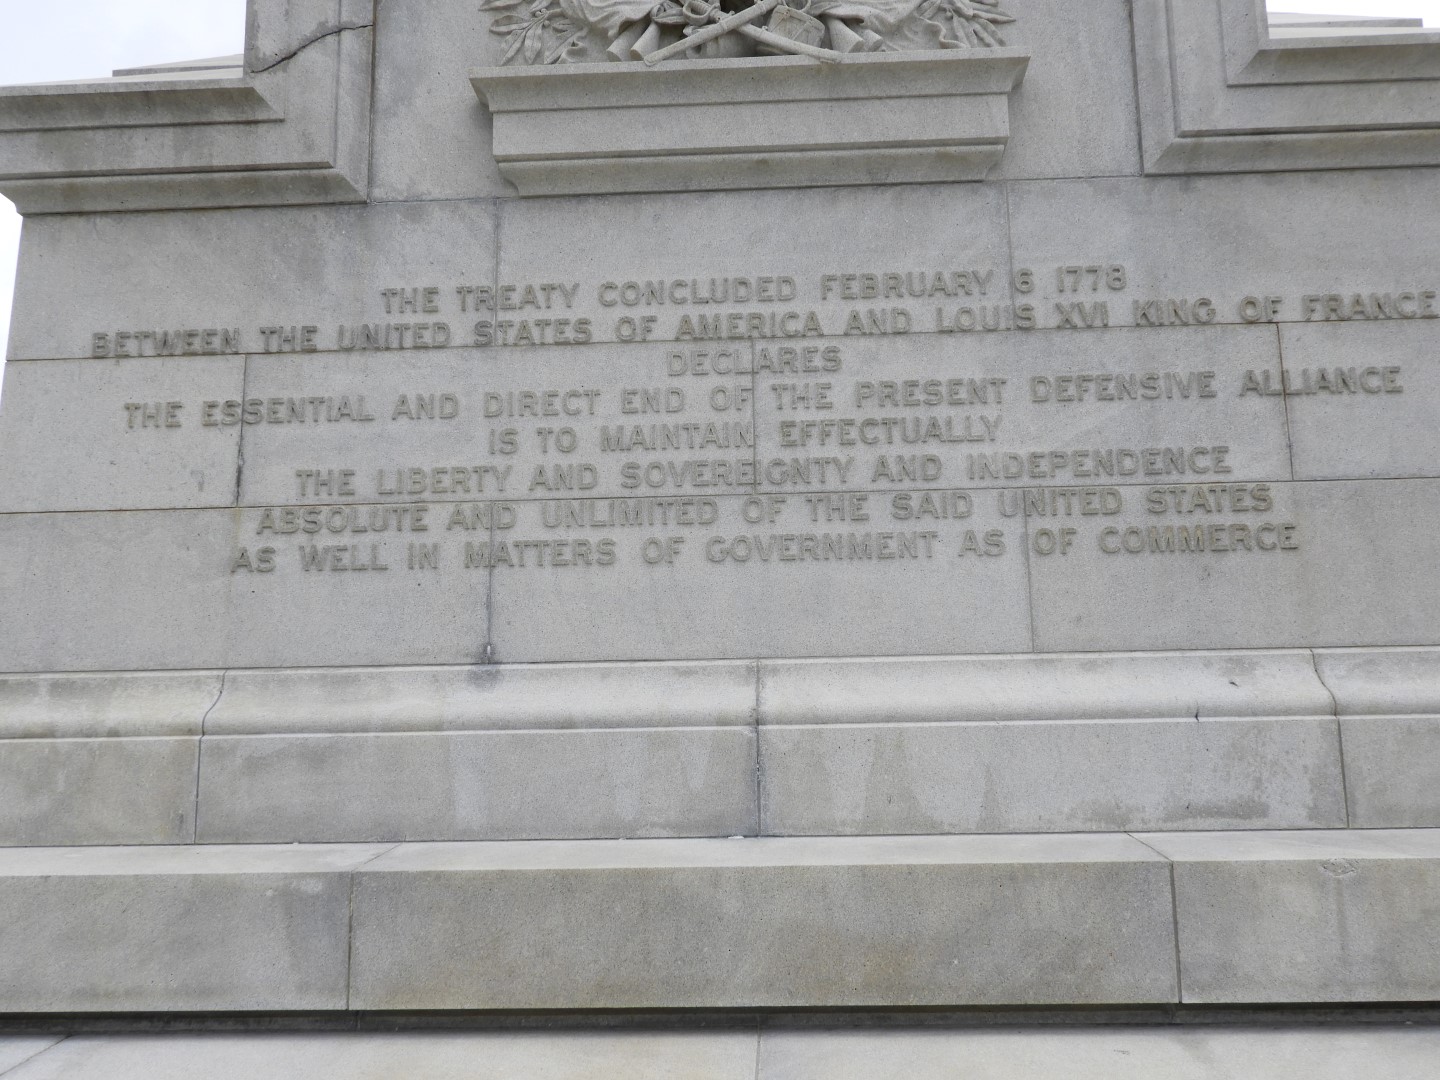 THE TREATY CONCLUDED FEBRUARY 6 1778
BETWEEN THE UNITED STATES OF AMERICA AND LOUIS XVI KING OF FRANCE
DECLARES
THE ESSENTIAL AND DIRECT END OF THE PRESENT DEFENSIVE ALLIANCE
IS TO MAINTAIN EFFECTUALLY
THE LIBERTY AND SOVEREIGNTY AND INDEPENDENCE
ABSOLUTE AND UNLIMITED OF THE SAID UNITED STATES
AS WELL IN MATTERS OF GOVERNMENT AS OF COMMERCE